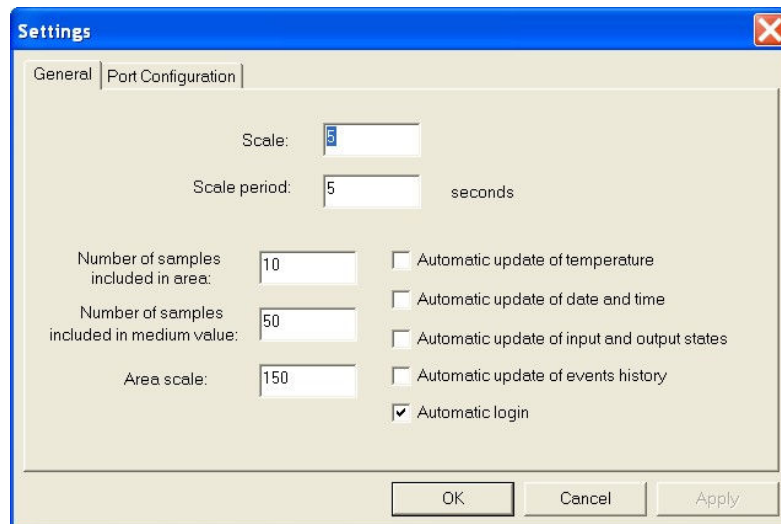 Settings
General
Port Configuration
Scale:
5
Scale period:
5
seconds
Number of samples
included in area:
10
Number of samples
included in medium value:
50
Area scale:
150
Automatic update of temperature
Automatic update of date and time
Automatic update of input and output states
Automatic update of events history
Automatic login
OK
Cancel
Apply